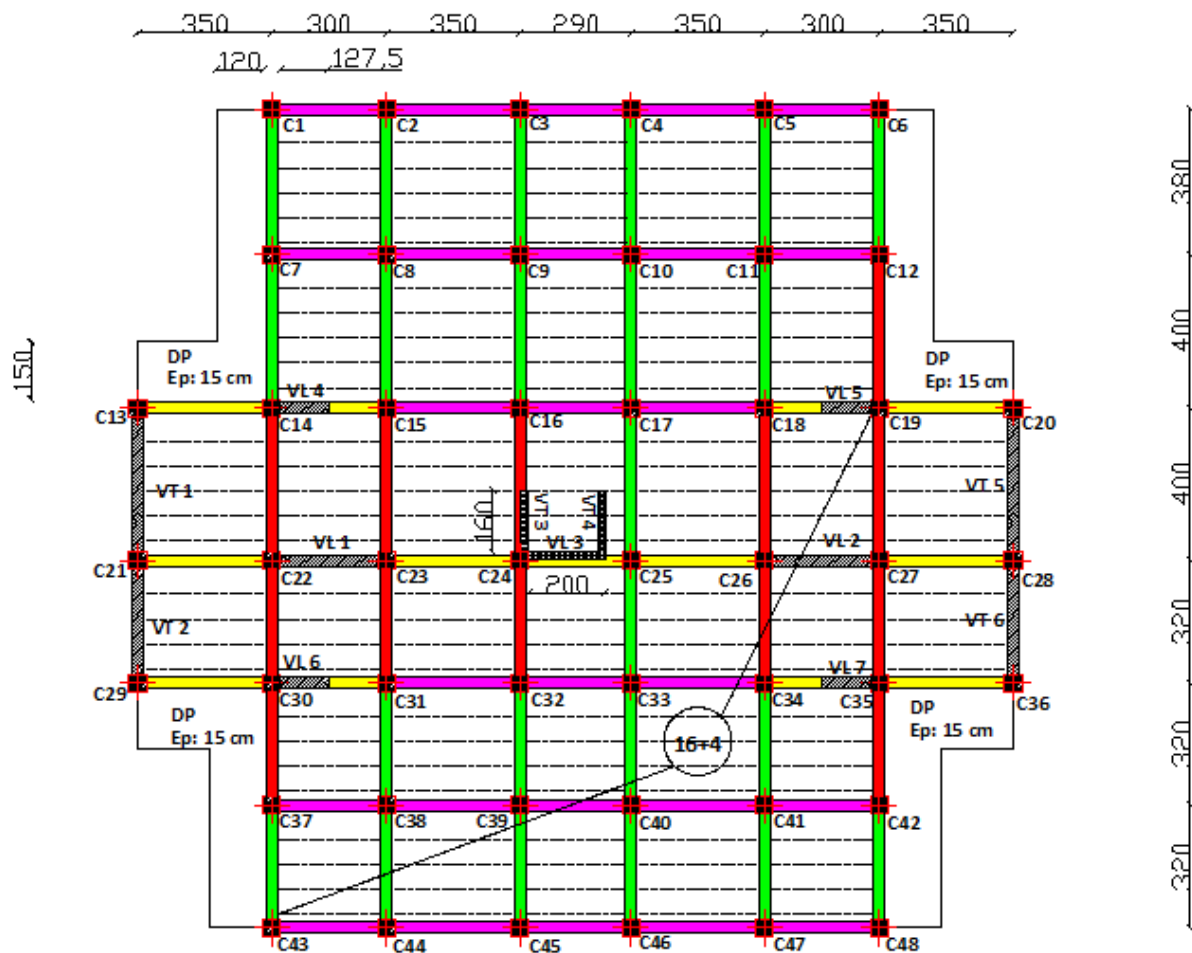 350 300 350 290 350 300 350
120 127,5
C1 C2 C3 C4 C5 C6
380
C7 C8 C9 C10 C11 C12
400
150
DP
Ep: 15 cm
DP
Ep: 15 cm
VL 4 VL 5
C13 C14 C15 C16 C17 C18 C19 C20
400
VT 1 160 VT 3 VT 4 VT 5
VL 1 VL 3 VL 2
C21 C22 C23 C24 C25 C26 C27 C28
200
320
VT 2 VT 6
VL 6 VL 7
C29 C30 C31 C32 C33 C34 C35 C36
DP
Ep: 15 cm
DP
Ep: 15 cm
16+4
320
C37 C38 C39 C40 C41 C42
320
C43 C44 C45 C46 C47 C48